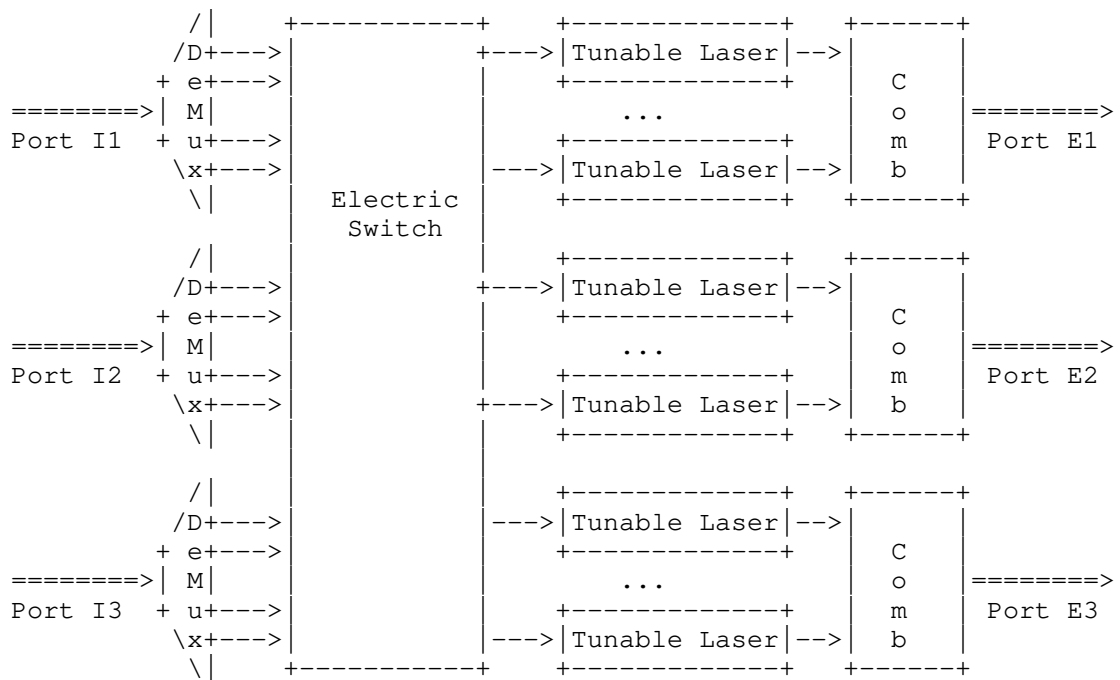 /|       +-----------+      +-------------+   +------+
/D+--->|           +--->|Tunable Laser|-->|      |
+ e+--->|           |    +-------------+   |  C   |
========>| M|     |           |          ...         |  o   |========>
Port I1  + u+--->|           |    +-------------+   |  m   | Port E1
\x+--->|           |--->|Tunable Laser|-->|  b   |
\|     | Electric |      +-------------+   +------+
|  Switch  |
/|     |           |      +-------------+   +------+
/D+--->|           +--->|Tunable Laser|-->|      |
+ e+--->|           |    +-------------+   |  C   |
========>| M|     |           |          ...         |  o   |========>
Port I2  + u+--->|           |    +-------------+   |  m   | Port E2
\x+--->|           +--->|Tunable Laser|-->|  b   |
\|     |           |      +-------------+   +------+
|           |
/|     |           |      +-------------+   +------+
/D+--->|           |--->|Tunable Laser|-->|      |
+ e+--->|           |    +-------------+   |  C   |
========>| M|     |           |          ...         |  o   |========>
Port I3  + u+--->|           |    +-------------+   |  m   | Port E3
\x+--->|           |--->|Tunable Laser|-->|  b   |
\|     +-----------+      +-------------+   +------+